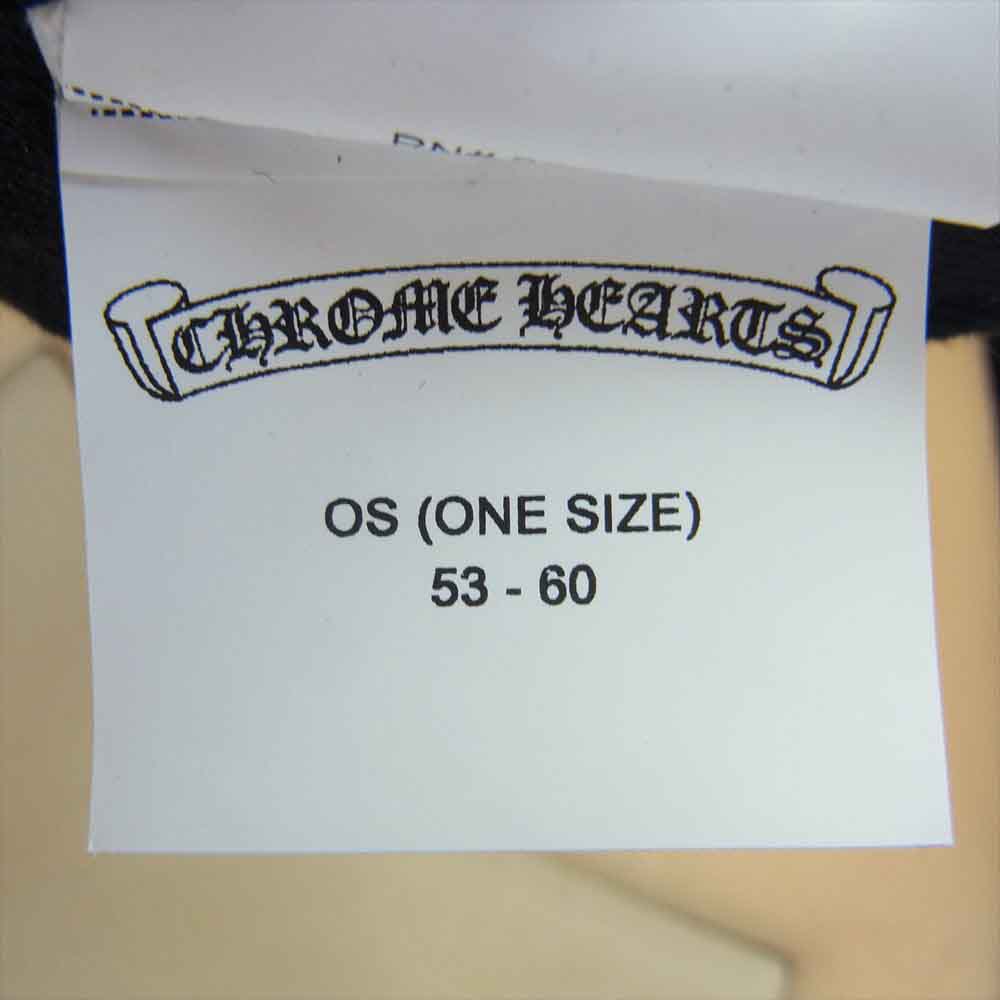 CHROME HEARTS
OS (ONE SIZE)
53 - 60